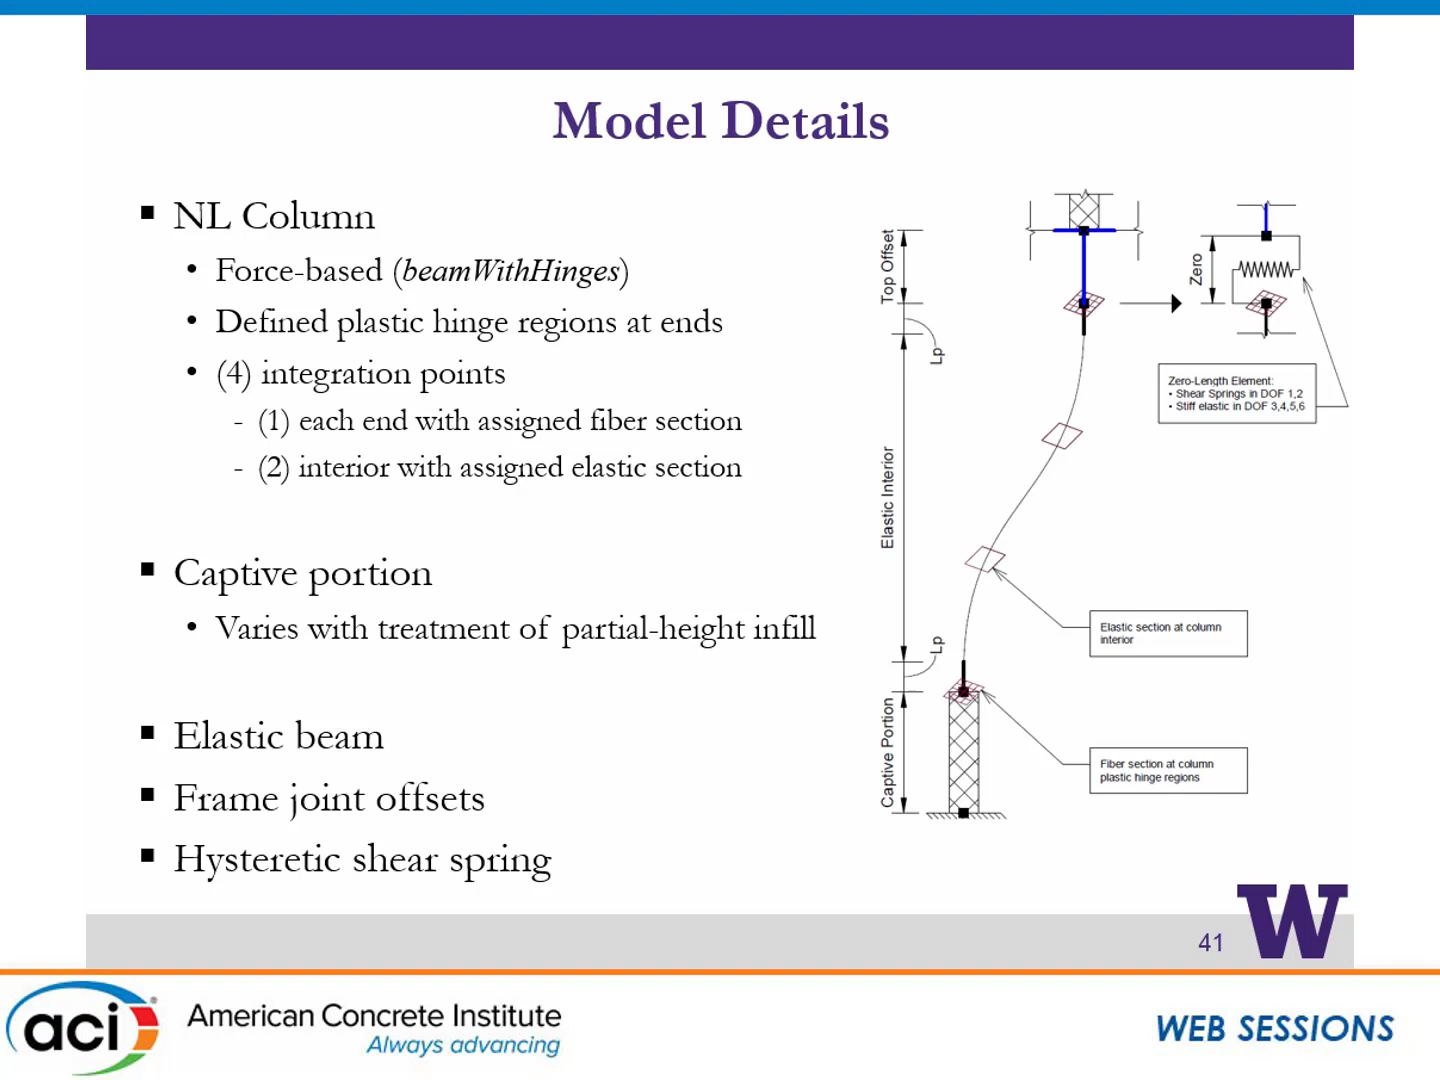 Model Details
▪ NL Column
• Force-based (beamWithHinges)
• Defined plastic hinge regions at ends
• (4) integration points
- (1) each end with assigned fiber section
- (2) interior with assigned elastic section
▪ Captive portion
• Varies with treatment of partial-height infill
▪ Elastic beam
▪ Frame joint offsets
▪ Hysteretic shear spring
Top Offset
Lp
Elastic Interior
Lp
Captive Portion
Zero
Zero-Length Element:
• Shear Springs in DOF 1,2
• Stiff elastic in DOF 3,4,5,6
Elastic section at column
interior
Fiber section at column
plastic hinge regions
41
W
aci®
American Concrete Institute
Always advancing
WEB SESSIONS